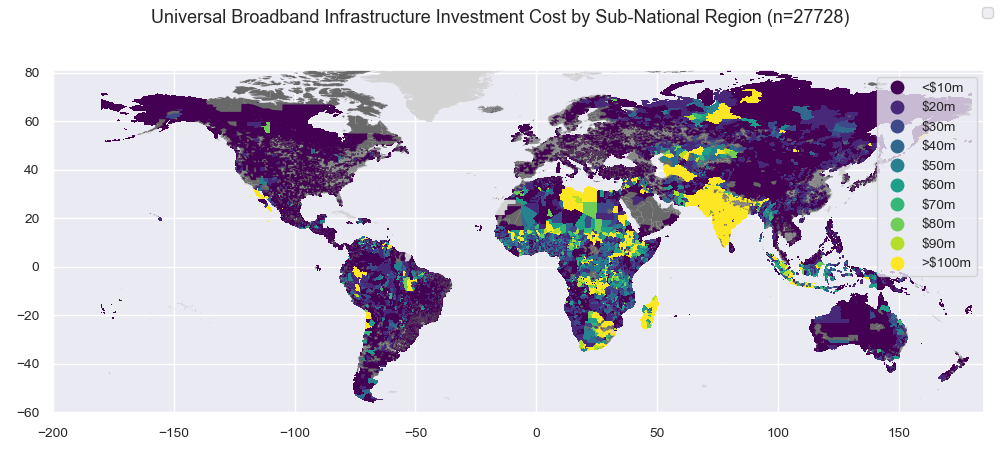 Universal Broadband Infrastructure Investment Cost by Sub-National Region (n=27728)
80
60
40
20
0
−20
−40
−60
−200
−150
−100
−50
0
50
100
150
<$10m
$20m
$30m
$40m
$50m
$60m
$70m
$80m
$90m
>$100m